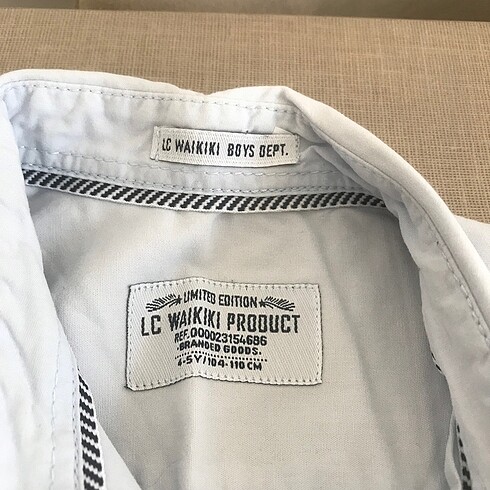 LC WAIKIKI BOYS DEPT.
LIMITED EDITION
LC WAIKIKI PRODUCT
REF.000023154686
·BRANDED GOODS·
4-5Y/104-110 CM